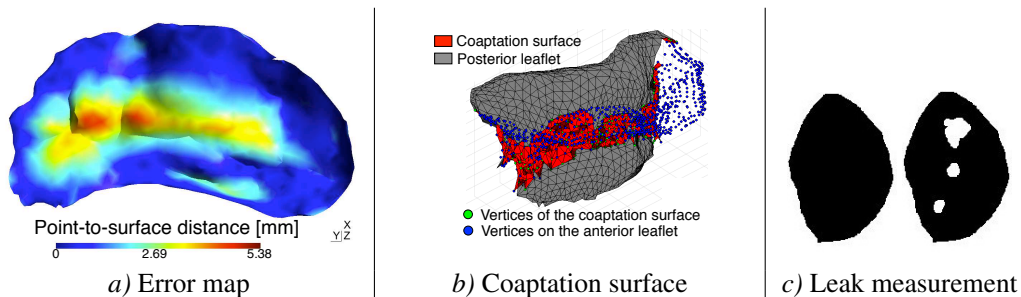 Point-to-surface distance [mm]
0 2.69 5.38
X
Y Z
a) Error map
Coaptation surface
Posterior leaflet
Vertices of the coaptation surface
Vertices on the anterior leaflet
b) Coaptation surface
c) Leak measurement